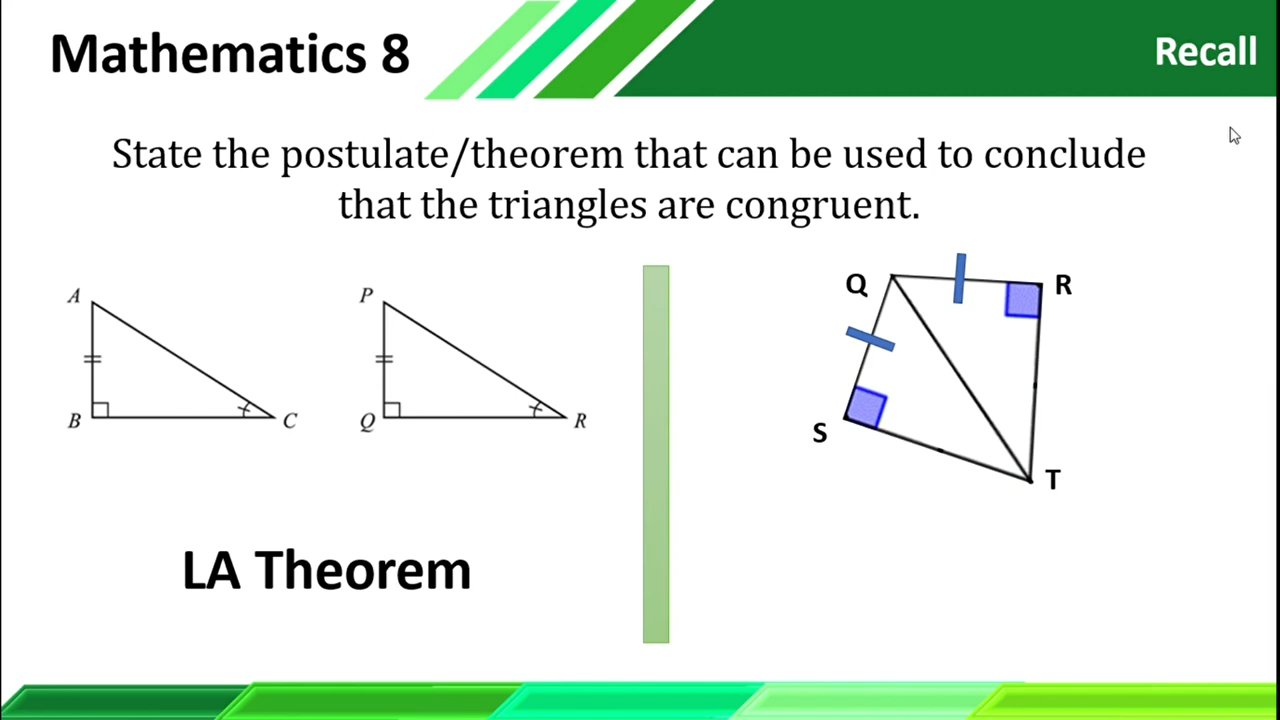 Mathematics 8
Recall
State the postulate/theorem that can be used to conclude
that the triangles are congruent.
A
B
C
P
Q
R
LA Theorem
Q
R
S
T